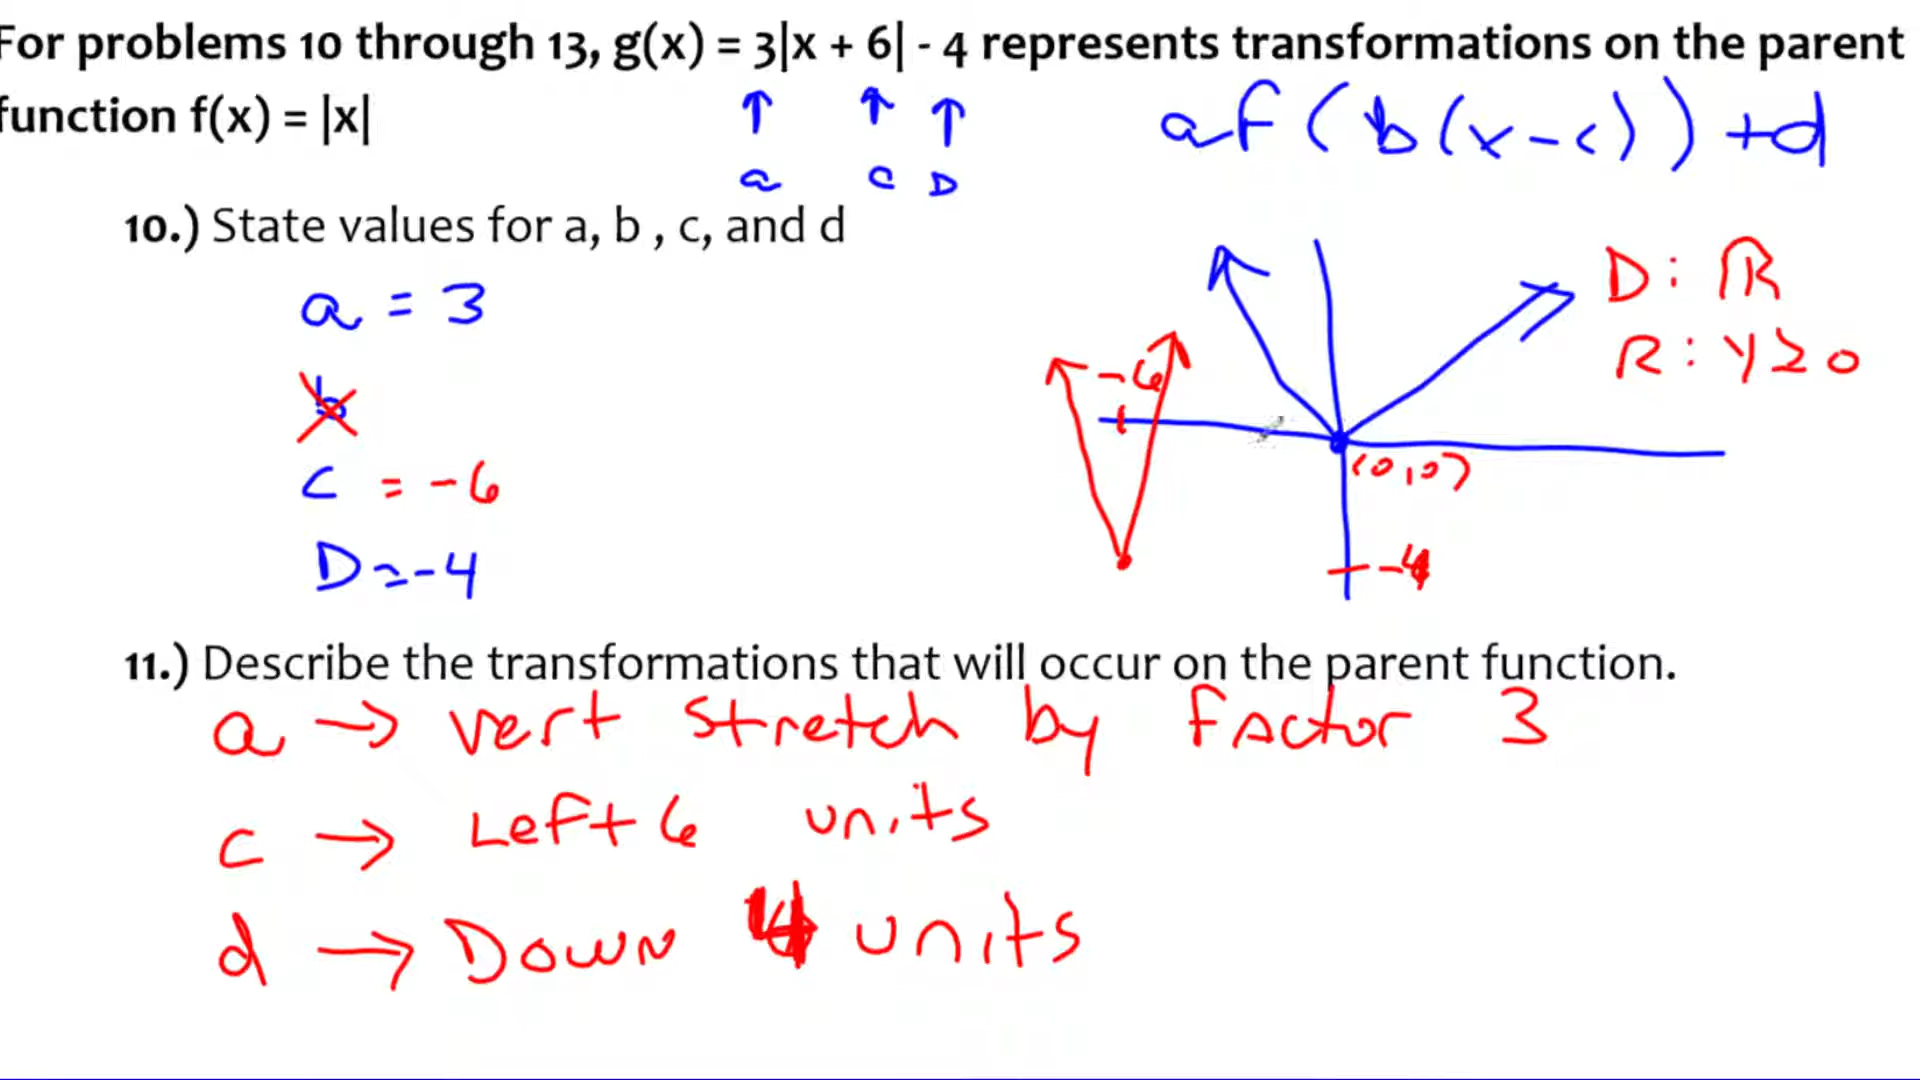 For problems 10 through 13, g(x) = 3|x + 6| - 4 represents transformations on the parent
function f(x) = |x|
↑ ↑ ↑
a c D
af(b(x-c))+d
10.) State values for a, b , c, and d
a = 3
b
c = -6
D = -4
D: ℝ
R: y ≥ 0
-6
(0,0)
-4
11.) Describe the transformations that will occur on the parent function.
a → vert stretch by factor 3
c → Left 6 units
d → Down 4 units